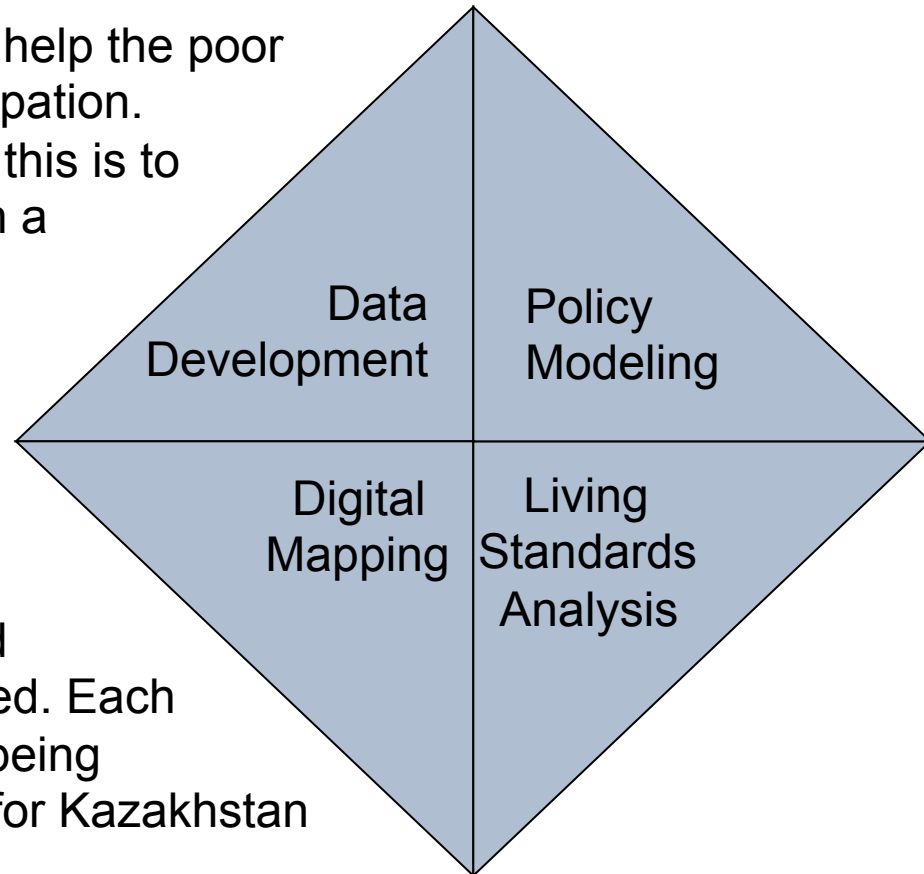 help the poor
pation.
this is to
a
Data
Development
Policy
Modeling
Digital
Mapping
Living
Standards
Analysis
ed. Each
being
for Kazakhstan